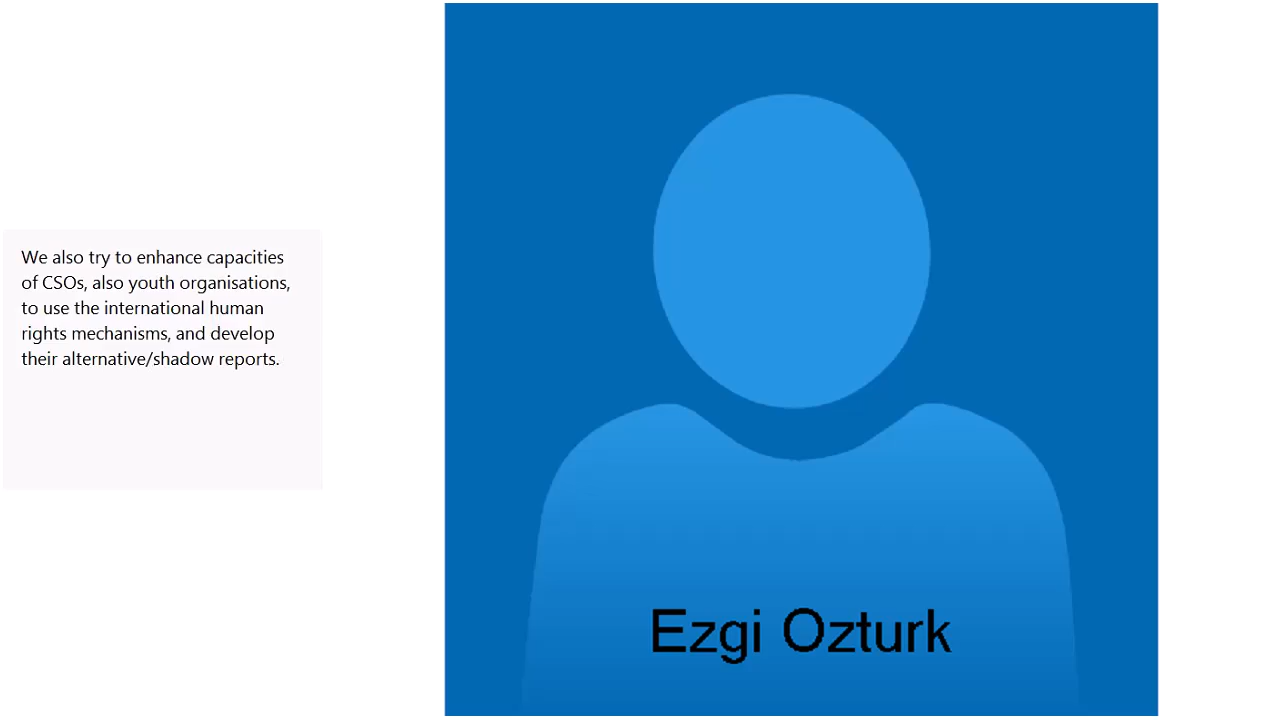 We also try to enhance capacities
of CSOs, also youth organisations,
to use the international human
rights mechanisms, and develop
their alternative/shadow reports.
Ezgi Ozturk